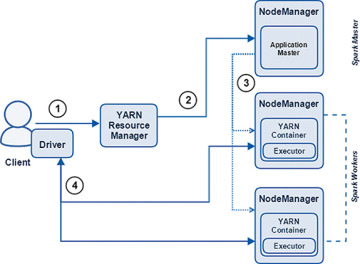 NodeManager
Application
Master
Spark Master
1
2
3
YARN
Resource
Manager
Driver
Client
4
NodeManager
YARN
Container
Executor
Spark Workers
NodeManager
YARN
Container
Executor